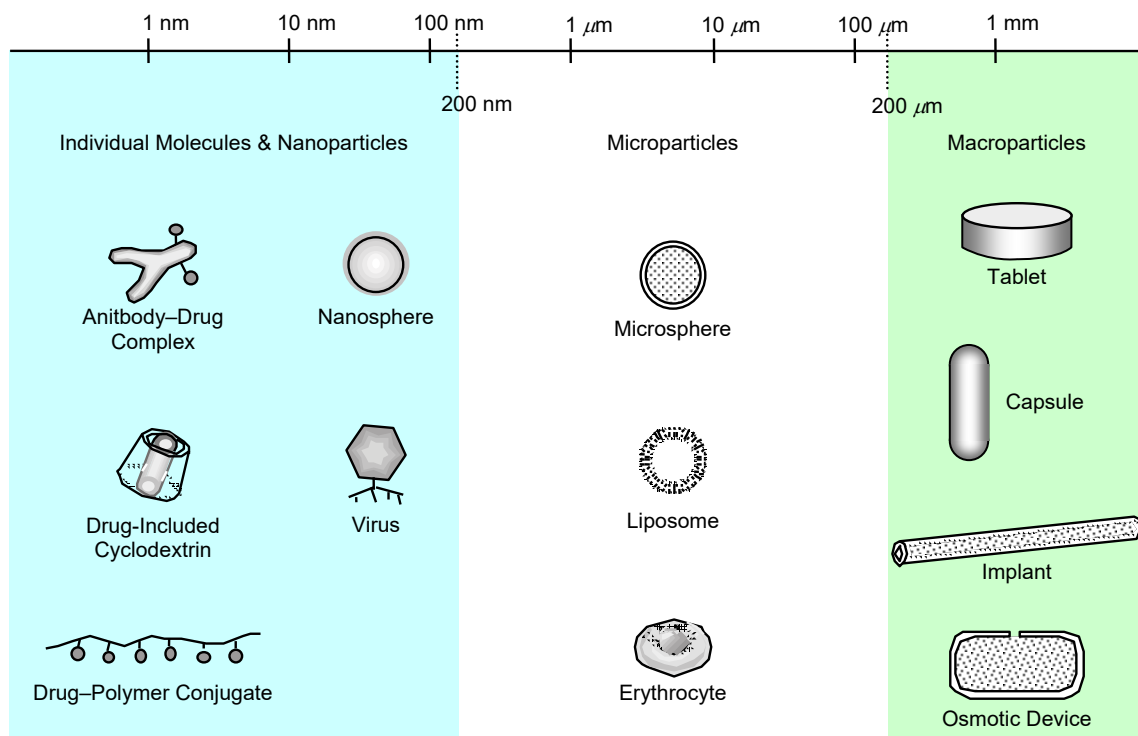 1 nm 10 nm 100 nm 1 μm 10 μm 100 μm 1 mm
200 nm 200 μm
Individual Molecules & Nanoparticles Microparticles Macroparticles
Anitbody–Drug
Complex
Nanosphere
Microsphere
Tablet
Capsule
Drug-Included
Cyclodextrin
Virus
Liposome
Implant
Drug–Polymer Conjugate
Erythrocyte
Osmotic Device